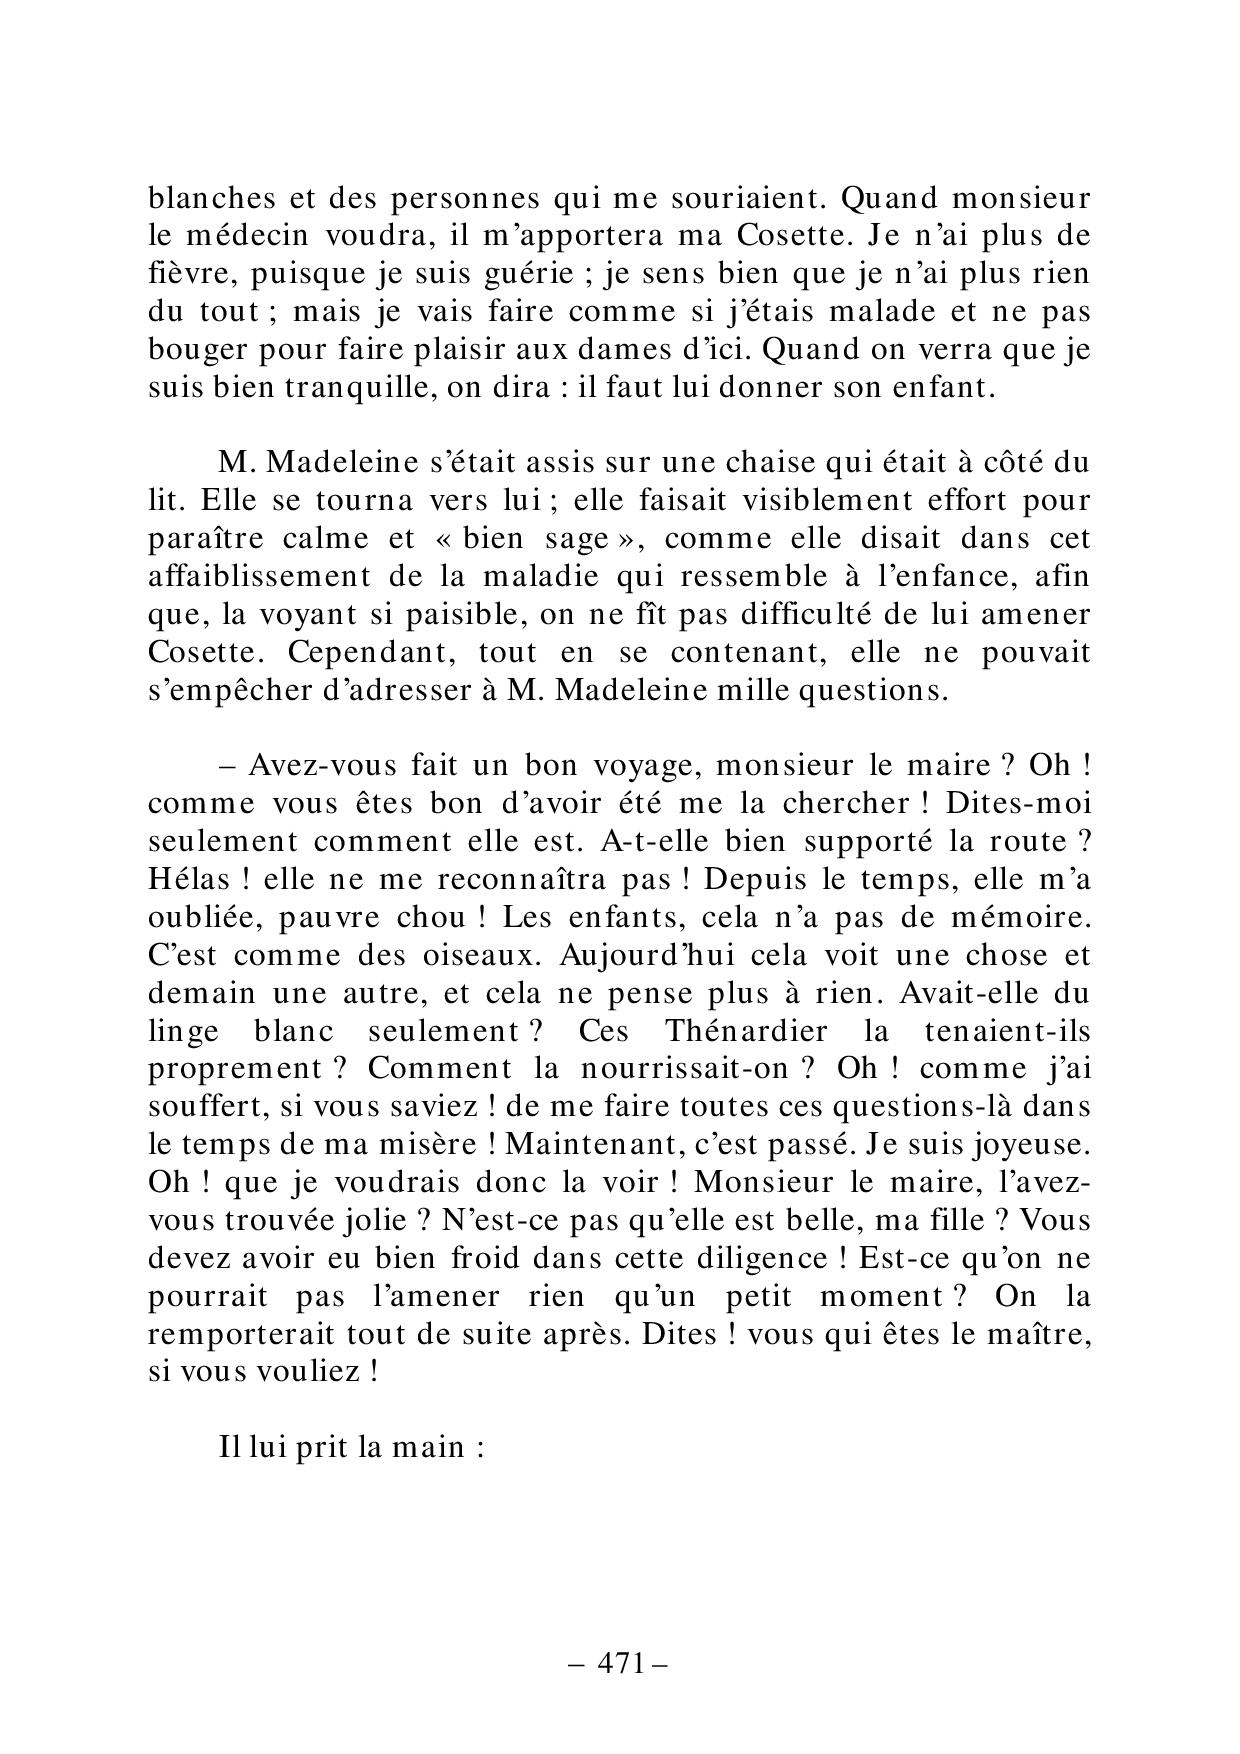 blanches et des personnes qui me souriaient. Quand monsieur
le médecin voudra, il m’apportera ma Cosette. Je n’ai plus de
fièvre, puisque je suis guérie ; je sens bien que je n’ai plus rien
du tout ; mais je vais faire comme si j’étais malade et ne pas
bouger pour faire plaisir aux dames d’ici. Quand on verra que je
suis bien tranquille, on dira : il faut lui donner son enfant.
M. Madeleine s’était assis sur une chaise qui était à côté du
lit. Elle se tourna vers lui ; elle faisait visiblement effort pour
paraître calme et « bien sage », comme elle disait dans cet
affaiblissement de la maladie qui ressemble à l’enfance, afin
que, la voyant si paisible, on ne fît pas difficulté de lui amener
Cosette. Cependant, tout en se contenant, elle ne pouvait
s’empêcher d’adresser à M. Madeleine mille questions.
– Avez-vous fait un bon voyage, monsieur le maire ? Oh !
comme vous êtes bon d’avoir été me la chercher ! Dites-moi
seulement comment elle est. A-t-elle bien supporté la route ?
Hélas ! elle ne me reconnaîtra pas ! Depuis le temps, elle m’a
oubliée, pauvre chou ! Les enfants, cela n’a pas de mémoire.
C’est comme des oiseaux. Aujourd’hui cela voit une chose et
demain une autre, et cela ne pense plus à rien. Avait-elle du
linge blanc seulement ? Ces Thénardier la tenaient-ils
proprement ? Comment la nourrissait-on ? Oh ! comme j’ai
souffert, si vous saviez ! de me faire toutes ces questions-là dans
le temps de ma misère ! Maintenant, c’est passé. Je suis joyeuse.
Oh ! que je voudrais donc la voir ! Monsieur le maire, l’avez-
vous trouvée jolie ? N’est-ce pas qu’elle est belle, ma fille ? Vous
devez avoir eu bien froid dans cette diligence ! Est-ce qu’on ne
pourrait pas l’amener rien qu’un petit moment ? On la
remporterait tout de suite après. Dites ! vous qui êtes le maître,
si vous vouliez !
Il lui prit la main :
– 471 –